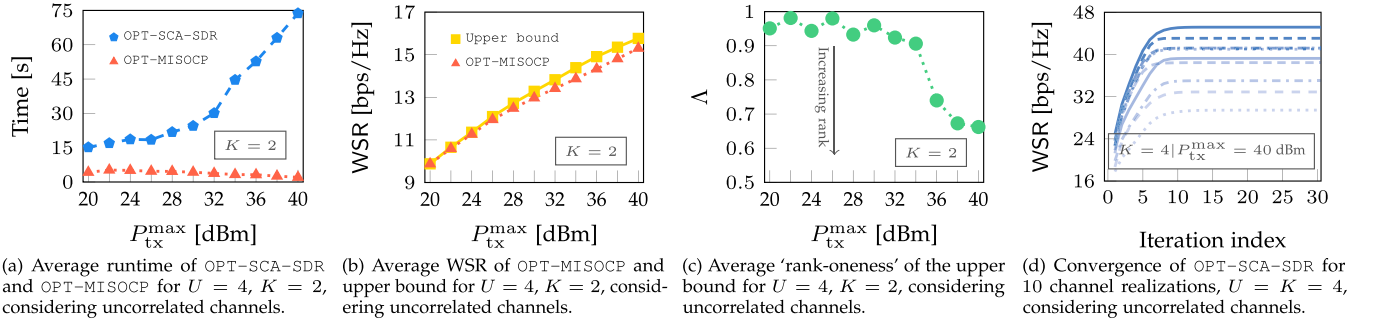 75
60
45
30
15
0
Time [s]
OPT-SCA-SDR
OPT-MISOCP
K = 2
20 24 28 32 36 40
P_tx^max [dBm]
(a) Average runtime of OPT-SCA-SDR
and OPT-MISOCP for U = 4, K = 2,
considering uncorrelated channels.
17
15
13
11
9
WSR [bps/Hz]
Upper bound
OPT-MISOCP
K = 2
20 24 28 32 36 40
P_tx^max [dBm]
(b) Average WSR of OPT-MISOCP and
upper bound for U = 4, K = 2, consid-
ering uncorrelated channels.
1
0.9
0.8
0.7
0.6
0.5
Λ
Increasing rank
K = 2
20 24 28 32 36 40
P_tx^max [dBm]
(c) Average ‘rank-oneness’ of the upper
bound for U = 4, K = 2, considering
uncorrelated channels.
48
40
32
24
16
WSR [bps/Hz]
K = 4|P_tx^max = 40 dBm
0 5 10 15 20 25 30
Iteration index
(d) Convergence of OPT-SCA-SDR for
10 channel realizations, U = K = 4,
considering uncorrelated channels.